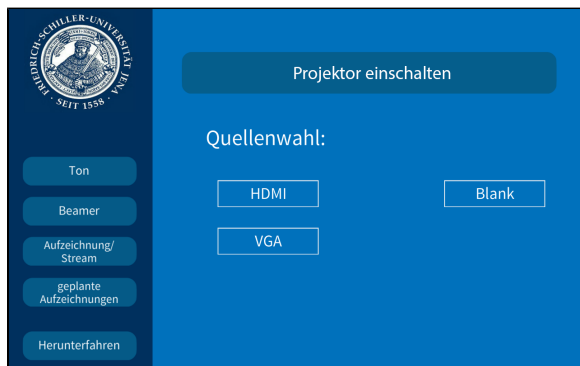 FRIEDRICH-SCHILLER-UNIVERSITÄT JENA
· SEIT 1558 ·
Ton
Beamer
Aufzeichnung/
Stream
geplante
Aufzeichnungen
Herunterfahren
Projektor einschalten
Quellenwahl:
HDMI
Blank
VGA